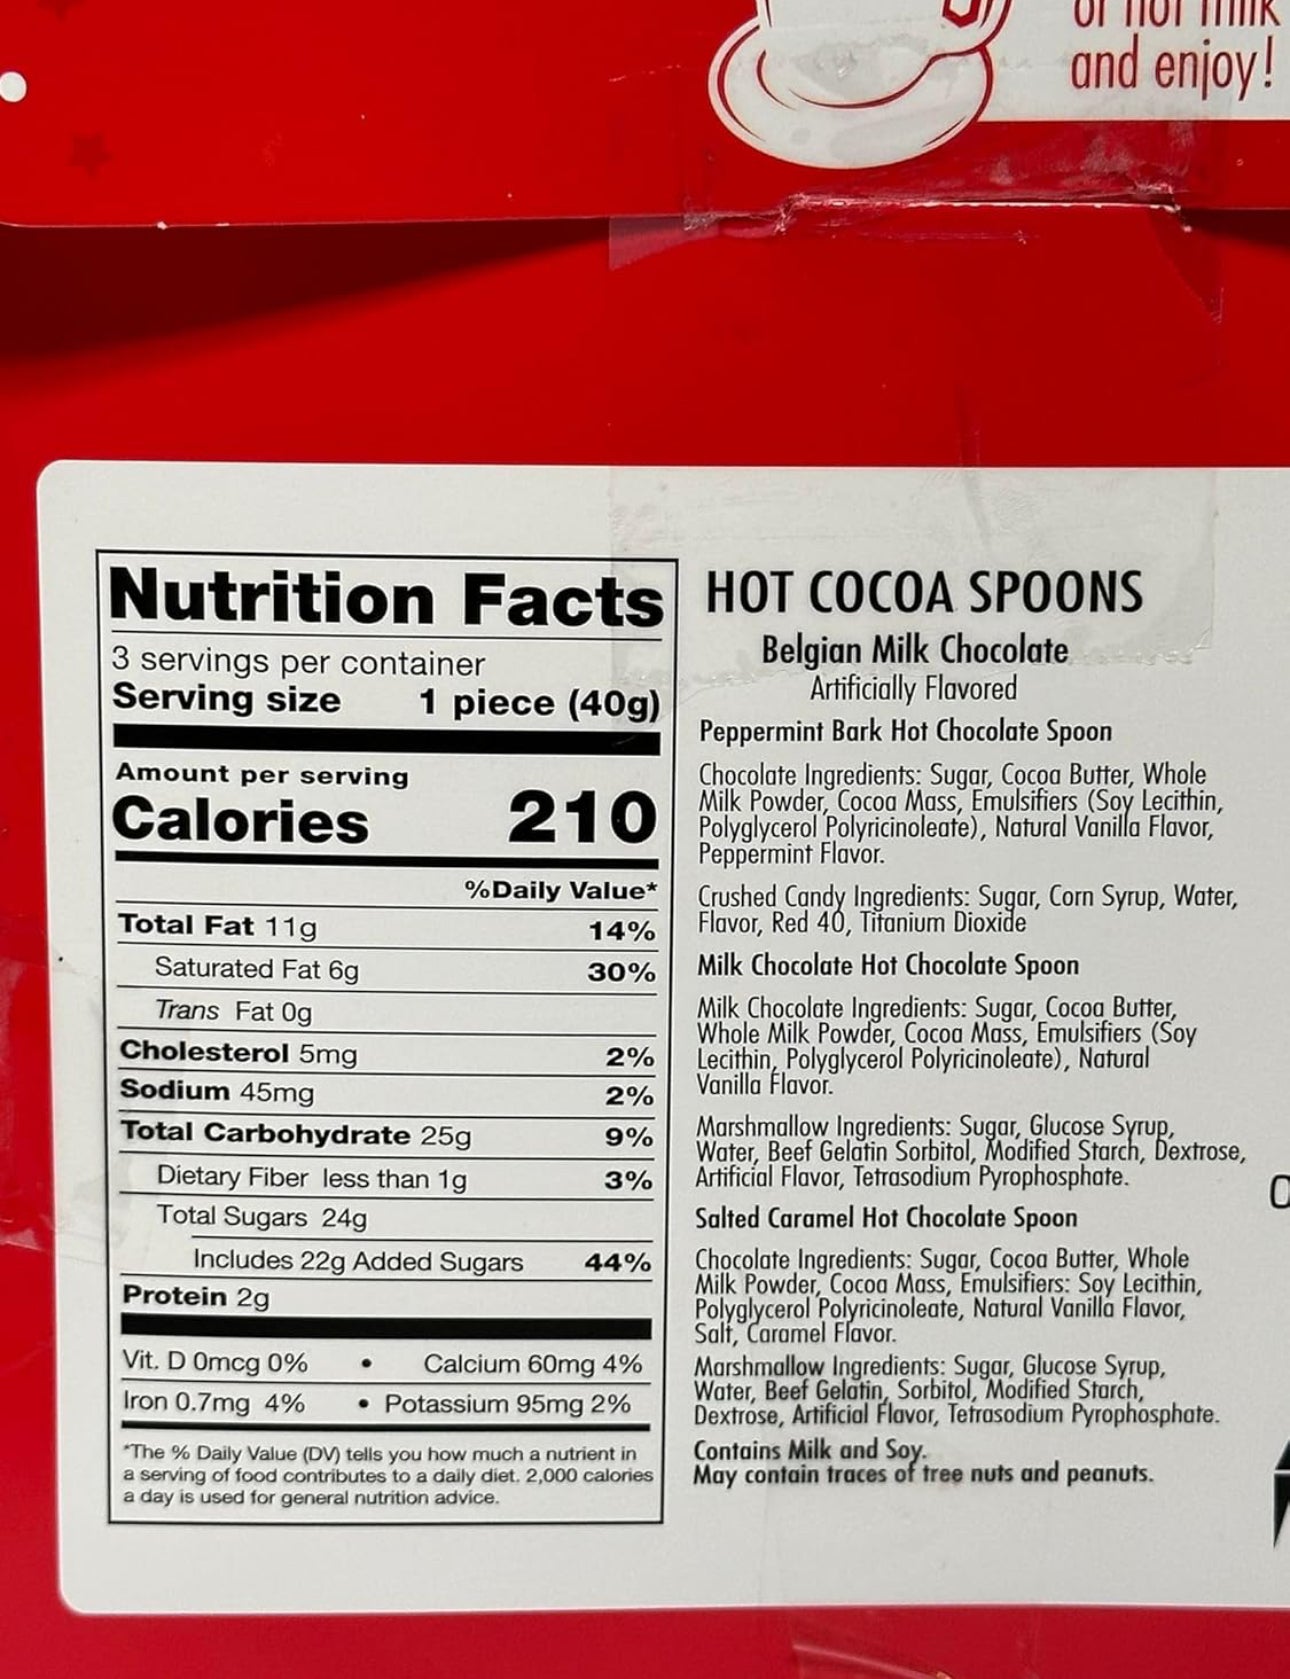 or hot milk
and enjoy!
Nutrition Facts
3 servings per container
Serving size 1 piece (40g)
Amount per serving
Calories 210
%Daily Value*
Total Fat 11g 14%
Saturated Fat 6g 30%
Trans Fat 0g
Cholesterol 5mg 2%
Sodium 45mg 2%
Total Carbohydrate 25g 9%
Dietary Fiber less than 1g 3%
Total Sugars 24g
Includes 22g Added Sugars 44%
Protein 2g
Vit. D 0mcg 0% • Calcium 60mg 4%
Iron 0.7mg 4% • Potassium 95mg 2%
*The % Daily Value (DV) tells you how much a nutrient in
a serving of food contributes to a daily diet. 2,000 calories
a day is used for general nutrition advice.
HOT COCOA SPOONS
Belgian Milk Chocolate
Artificially Flavored
Peppermint Bark Hot Chocolate Spoon
Chocolate Ingredients: Sugar, Cocoa Butter, Whole
Milk Powder, Cocoa Mass, Emulsifiers (Soy Lecithin,
Polyglycerol Polyricinoleate), Natural Vanilla Flavor,
Peppermint Flavor.
Crushed Candy Ingredients: Sugar, Corn Syrup, Water,
Flavor, Red 40, Titanium Dioxide
Milk Chocolate Hot Chocolate Spoon
Milk Chocolate Ingredients: Sugar, Cocoa Butter,
Whole Milk Powder, Cocoa Mass, Emulsifiers (Soy
Lecithin, Polyglycerol Polyricinoleate), Natural
Vanilla Flavor.
Marshmallow Ingredients: Sugar, Glucose Syrup,
Water, Beef Gelatin Sorbitol, Modified Starch, Dextrose,
Artificial Flavor, Tetrasodium Pyrophosphate.
Salted Caramel Hot Chocolate Spoon
Chocolate Ingredients: Sugar, Cocoa Butter, Whole
Milk Powder, Cocoa Mass, Emulsifiers: Soy Lecithin,
Polyglycerol Polyricinoleate, Natural Vanilla Flavor,
Salt, Caramel Flavor.
Marshmallow Ingredients: Sugar, Glucose Syrup,
Water, Beef Gelatin, Sorbitol, Modified Starch,
Dextrose, Artificial Flavor, Tetrasodium Pyrophosphate.
Contains Milk and Soy.
May contain traces of tree nuts and peanuts.